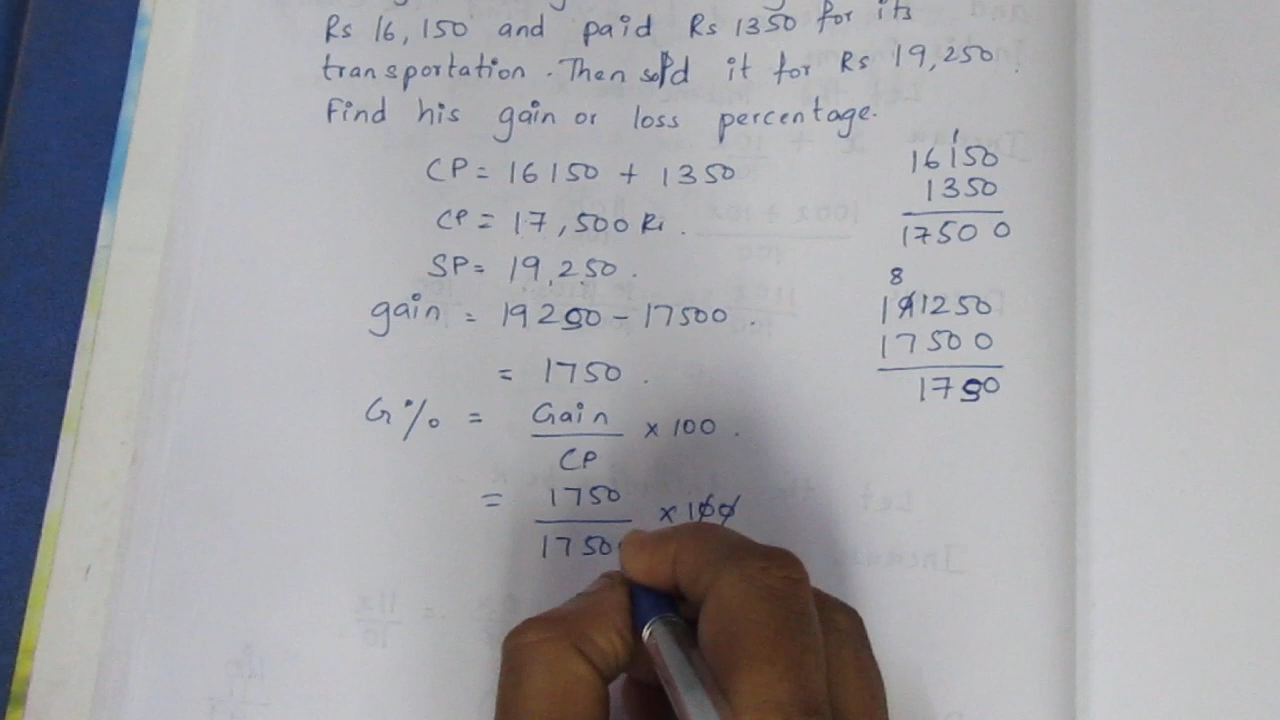 Rs 16,150 and paid Rs 1350 for its
transportation. Then sold it for Rs 19,250.
Find his gain or loss percentage.
CP = 16150 + 1350
CP = 17,500 Rs.
SP = 19,250.
gain = 19250 - 17500.
= 1750.
G% = Gain
CP
× 100.
= 1750
1750
× 100
1
16150
1350
17500
8
191250
17500
1750